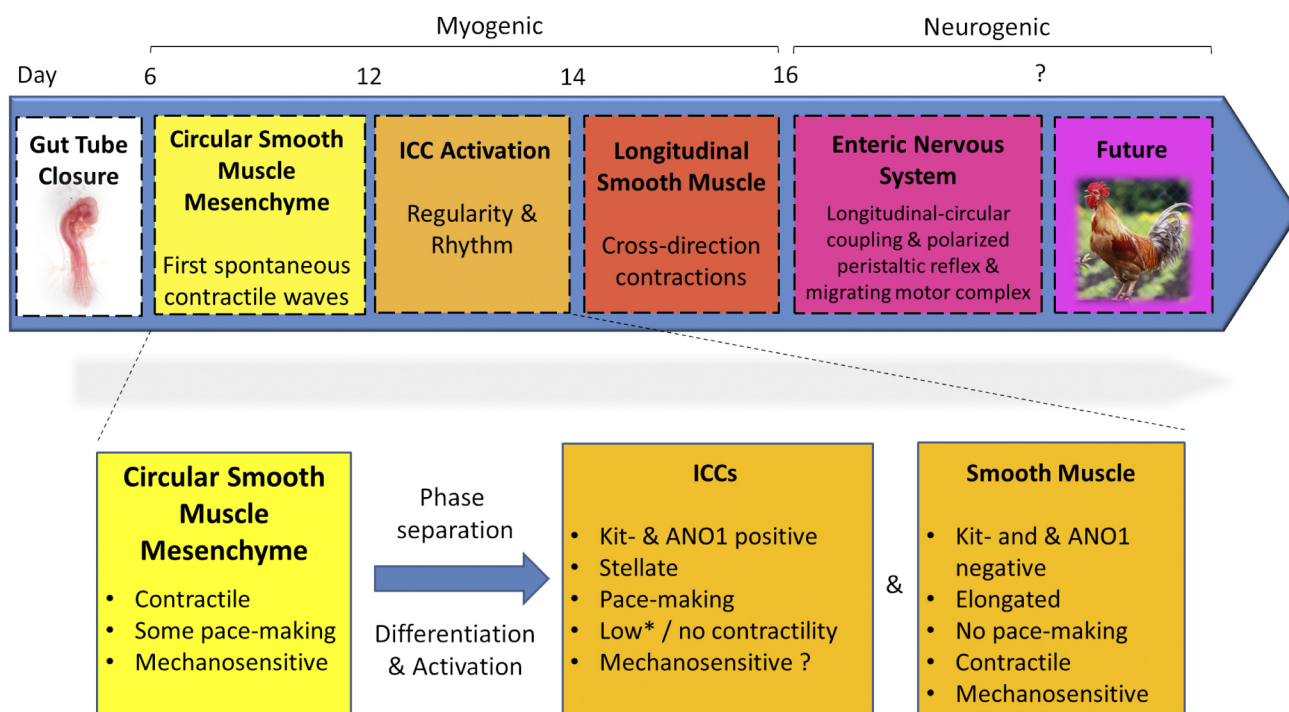 Myogenic
Neurogenic
Day
6
12
14
16
?
Gut Tube
Closure
Circular Smooth
Muscle
Mesenchyme
First spontaneous
contractile waves
ICC Activation
Regularity &
Rhythm
Longitudinal
Smooth Muscle
Cross-direction
contractions
Enteric Nervous
System
Longitudinal-circular
coupling & polarized
peristaltic reflex &
migrating motor complex
Future
Circular Smooth
Muscle
Mesenchyme
• Contractile
• Some pace-making
• Mechanosensitive
Phase
separation
Differentiation
& Activation
ICCs
• Kit- & ANO1 positive
• Stellate
• Pace-making
• Low* / no contractility
• Mechanosensitive ?
&
Smooth Muscle
• Kit- and & ANO1
negative
• Elongated
• No pace-making
• Contractile
• Mechanosensitive